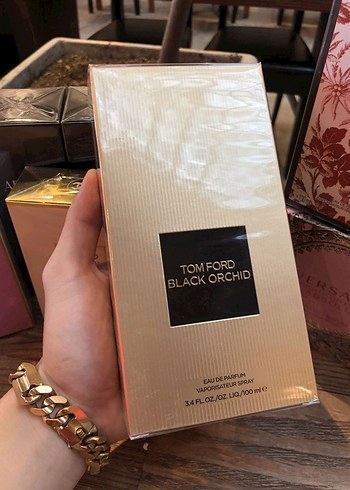 TOM FORD
BLACK ORCHID
EAU DE PARFUM
VAPORISATEUR SPRAY
3.4 FL.OZ./OZ. LIQ./100 ml ℮